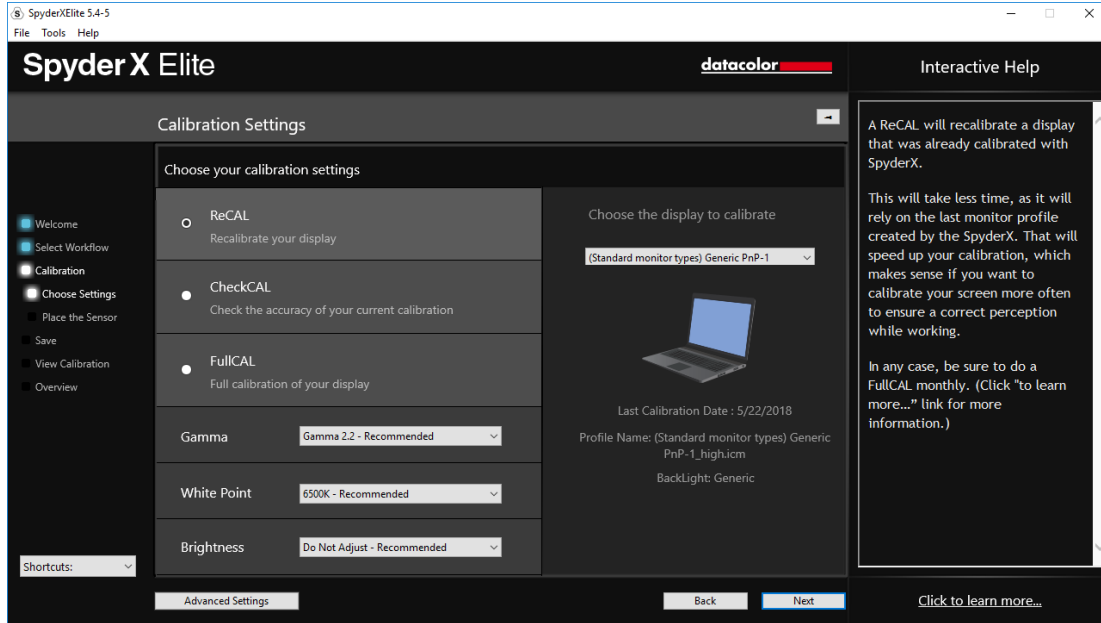 SpyderXElite 5.4-5
File Tools Help
Spyder X Elite
datacolor
Interactive Help
Calibration Settings
Choose your calibration settings
Welcome
Select Workflow
Calibration
Choose Settings
Place the Sensor
Save
View Calibration
Overview
Shortcuts:
ReCAL
Recalibrate your display
CheckCAL
Check the accuracy of your current calibration
FullCAL
Full calibration of your display
Gamma
Gamma 2.2 - Recommended
White Point
6500K - Recommended
Brightness
Do Not Adjust - Recommended
Choose the display to calibrate
(Standard monitor types) Generic PnP-1
Last Calibration Date : 5/22/2018
Profile Name: (Standard monitor types) Generic
PnP-1_high.icm
BackLight: Generic
Advanced Settings
Back
Next
A ReCAL will recalibrate a display
that was already calibrated with
SpyderX.
This will take less time, as it will
rely on the last monitor profile
created by the SpyderX. That will
speed up your calibration, which
makes sense if you want to
calibrate your screen more often
to ensure a correct perception
while working.
In any case, be sure to do a
FullCAL monthly. (Click "to learn
more…” link for more
information.)
Click to learn more...